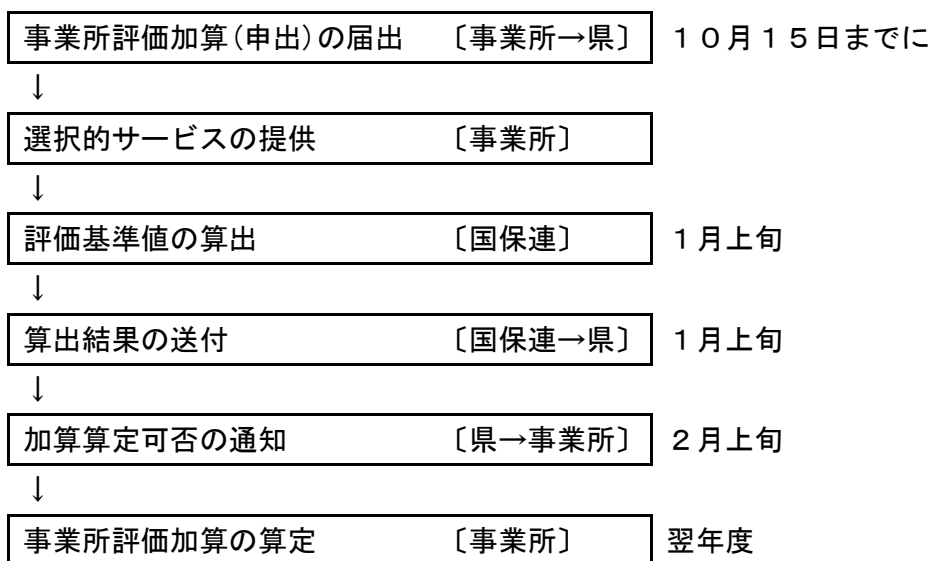 事業所評価加算(申出)の届出 〔事業所→県〕 １０月１５日までに
↓
選択的サービスの提供 〔事業所〕
↓
評価基準値の算出 〔国保連〕 １月上旬
↓
算出結果の送付 〔国保連→県〕 １月上旬
↓
加算算定可否の通知 〔県→事業所〕 ２月上旬
↓
事業所評価加算の算定 〔事業所〕 翌年度